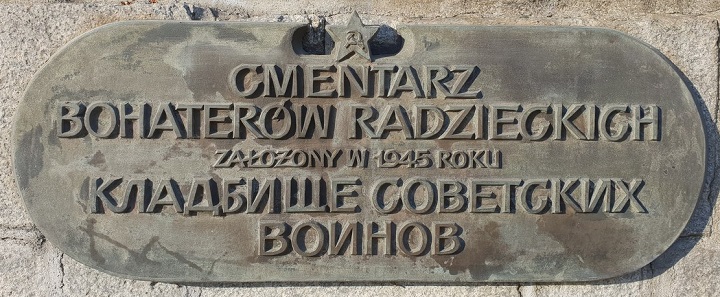 CMENTARZ
BOHATERÓW RADZIECKICH
ZAŁOŻONY W 1945 ROKU
КЛАДБИЩЕ СОВЕТСКИХ
ВОИНОВ